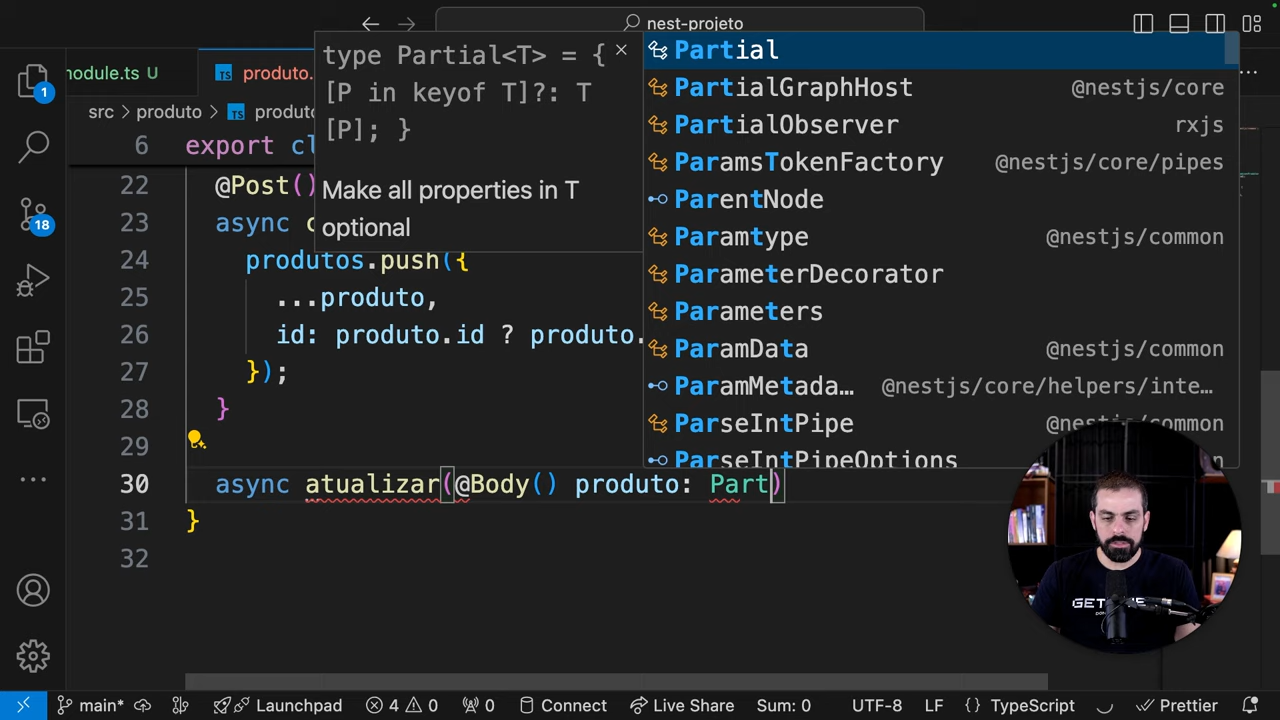 nest-projeto
nodule.ts U
produto.
src > produto > produto
6 export cl
22 @Post()
23 async c
24 produtos.push({
25 ...produto,
26 id: produto.id ? produto.
27 });
28 }
29
30 async atualizar(@Body() produto: Part)
31 }
32
type Partial<T> = {
[P in keyof T]?: T
[P]; }
Make all properties in T
optional
Partial
PartialGraphHost @nestjs/core
PartialObserver rxjs
ParamsTokenFactory @nestjs/core/pipes
ParentNode
Paramtype @nestjs/common
ParameterDecorator
Parameters
ParamData @nestjs/common
ParamMetada… @nestjs/core/helpers/inte…
ParseIntPipe @nestjs/common
ParseIntPipeOptions
1
18
GET
main* Launchpad 4 0 0 Connect Live Share Sum: 0 UTF-8 LF {} TypeScript Prettier